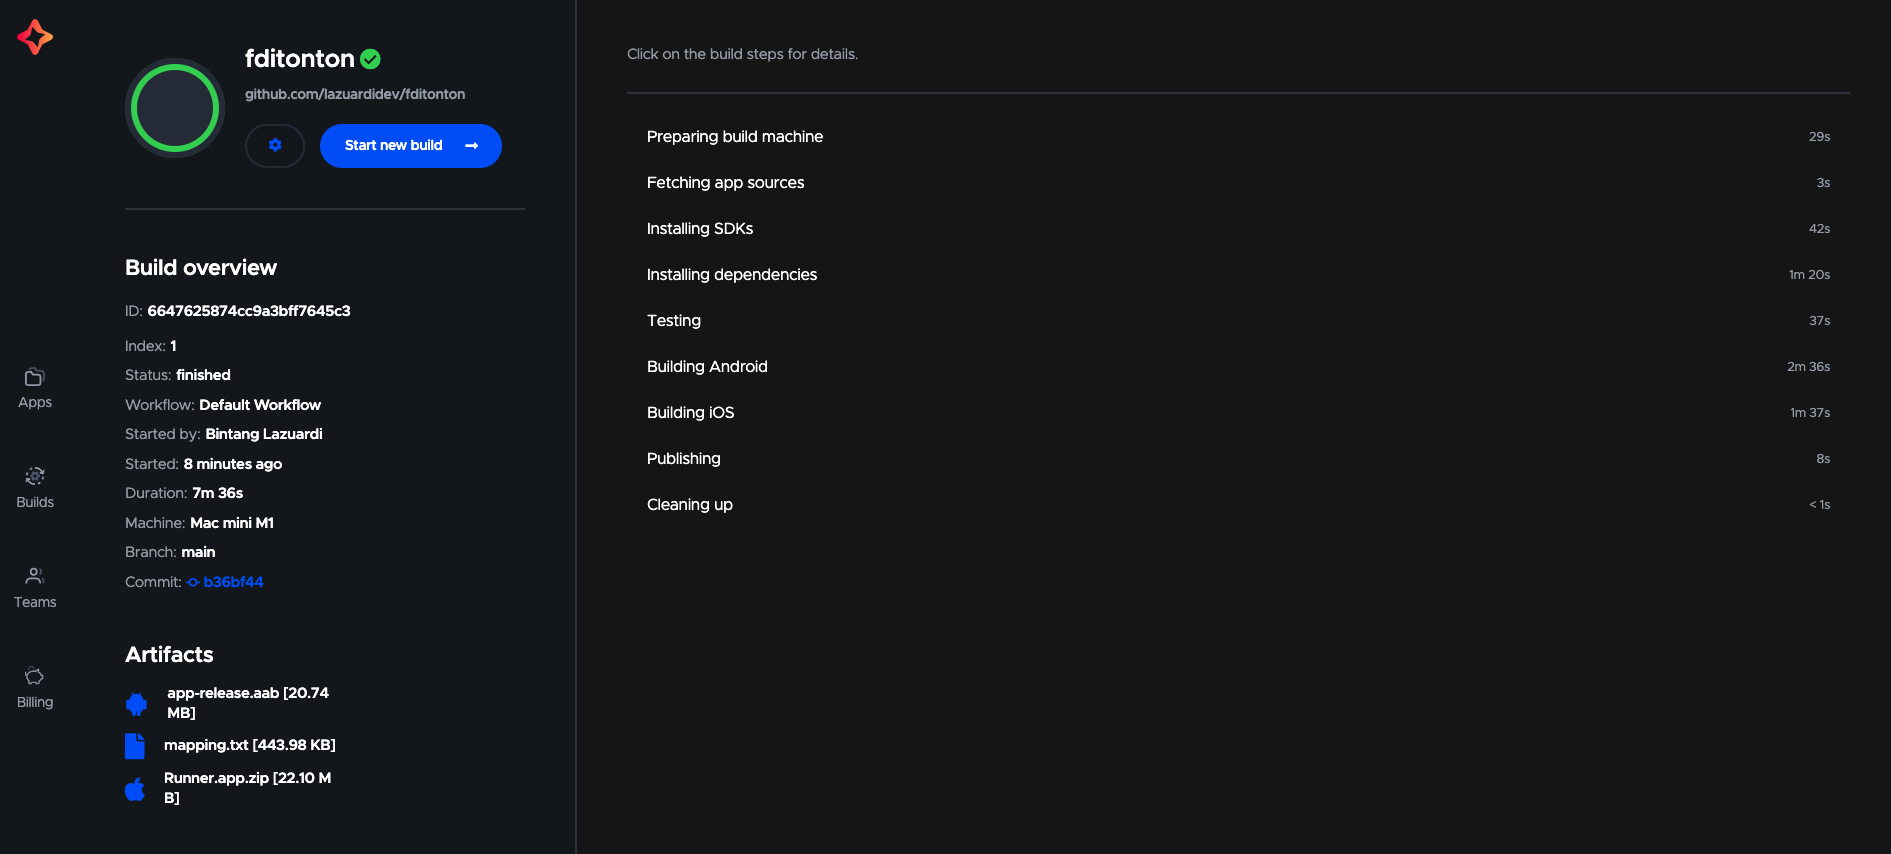 fditonton
github.com/lazuardidev/fditonton
Start new build
Build overview
ID: 6647625874cc9a3bff7645c3
Index: 1
Status: finished
Workflow: Default Workflow
Started by: Bintang Lazuardi
Started: 8 minutes ago
Duration: 7m 36s
Machine: Mac mini M1
Branch: main
Commit: b36bf44
Artifacts
app-release.aab [20.74
MB]
mapping.txt [443.98 KB]
Runner.app.zip [22.10 M
B]
Apps
Builds
Teams
Billing
Click on the build steps for details.
Preparing build machine 29s
Fetching app sources 3s
Installing SDKs 42s
Installing dependencies 1m 20s
Testing 37s
Building Android 2m 36s
Building iOS 1m 37s
Publishing 8s
Cleaning up < 1s